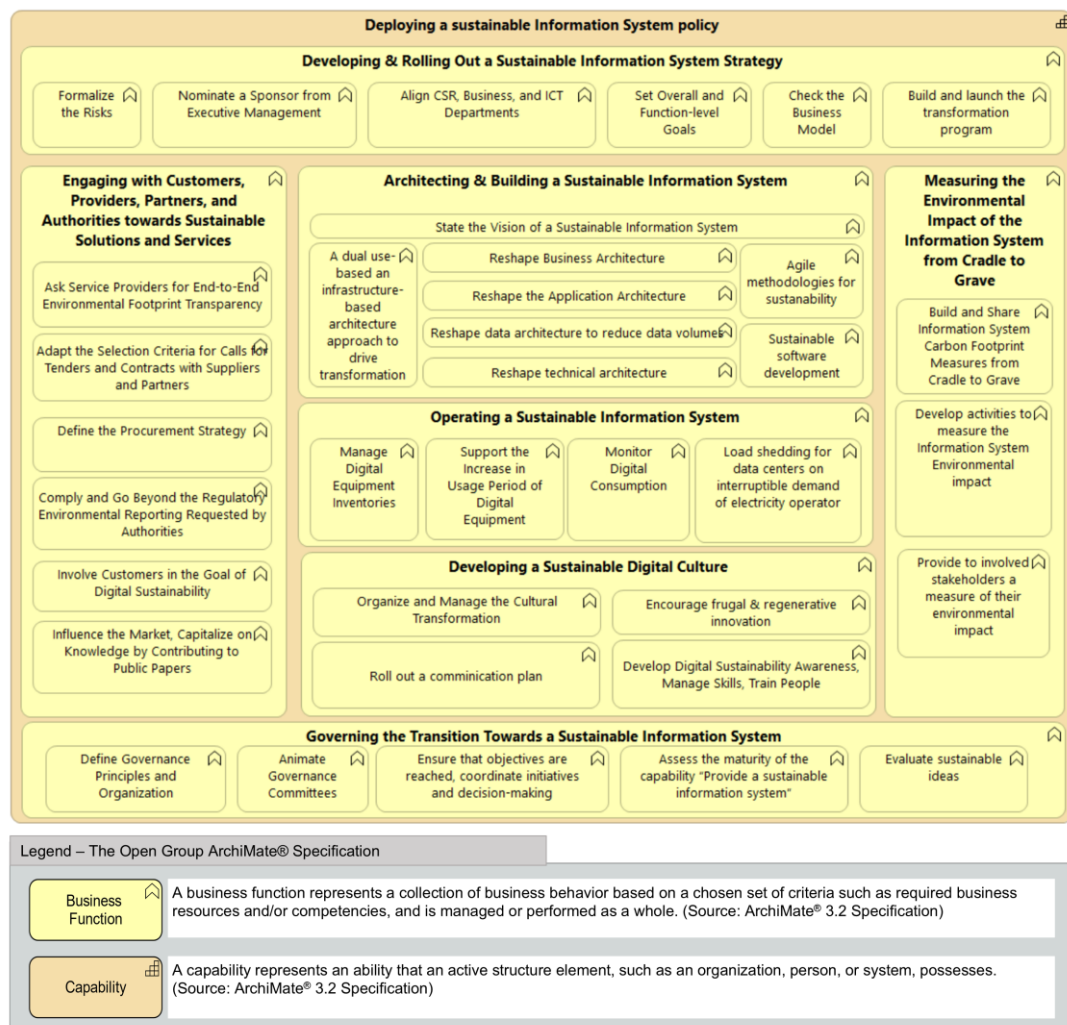 Deploying a sustainable Information System policy
Developing & Rolling Out a Sustainable Information System Strategy
Formalize
the Risks
Nominate a Sponsor from
Executive Management
Align CSR, Business, and ICT
Departments
Set Overall and
Function-level
Goals
Check the
Business
Model
Build and launch the
transformation
program
Engaging with Customers,
Providers, Partners, and
Authorities towards Sustainable
Solutions and Services
Ask Service Providers for End-to-End
Environmental Footprint Transparency
Adapt the Selection Criteria for Calls for
Tenders and Contracts with Suppliers
and Partners
Define the Procurement Strategy
Comply and Go Beyond the Regulatory
Environmental Reporting Requested by
Authorities
Involve Customers in the Goal of
Digital Sustainability
Influence the Market, Capitalize on
Knowledge by Contributing to
Public Papers
Architecting & Building a Sustainable Information System
State the Vision of a Sustainable Information System
A dual use-
based an
infrastructure-
based
architecture
approach to
drive
transformation
Reshape Business Architecture
Reshape the Application Architecture
Reshape data architecture to reduce data volumes
Reshape technical architecture
Agile
methodologies for
sustanability
Sustainable
software
development
Operating a Sustainable Information System
Manage
Digital
Equipment
Inventories
Support the
Increase in
Usage Period of
Digital
Equipment
Monitor
Digital
Consumption
Load shedding for
data centers on
interruptible demand
of electricity operator
Developing a Sustainable Digital Culture
Organize and Manage the Cultural
Transformation
Encourage frugal & regenerative
innovation
Roll out a comminication plan
Develop Digital Sustainability Awareness,
Manage Skills, Train People
Measuring the
Environmental
Impact of the
Information System
from Cradle to
Grave
Build and Share
Information System
Carbon Footprint
Measures from
Cradle to Grave
Develop activities to
measure the
Information System
Environmental
impact
Provide to involved
stakeholders a
measure of their
environmental
impact
Governing the Transition Towards a Sustainable Information System
Define Governance
Principles and
Organization
Animate
Governance
Committees
Ensure that objectives are
reached, coordinate initiatives
and decision-making
Assess the maturity of the
capability "Provide a sustainable
information system"
Evaluate sustainable
ideas
Legend – The Open Group ArchiMate® Specification
Business
Function
A business function represents a collection of business behavior based on a chosen set of criteria such as required business
resources and/or competencies, and is managed or performed as a whole. (Source: ArchiMate® 3.2 Specification)
Capability
A capability represents an ability that an active structure element, such as an organization, person, or system, possesses.
(Source: ArchiMate® 3.2 Specification)